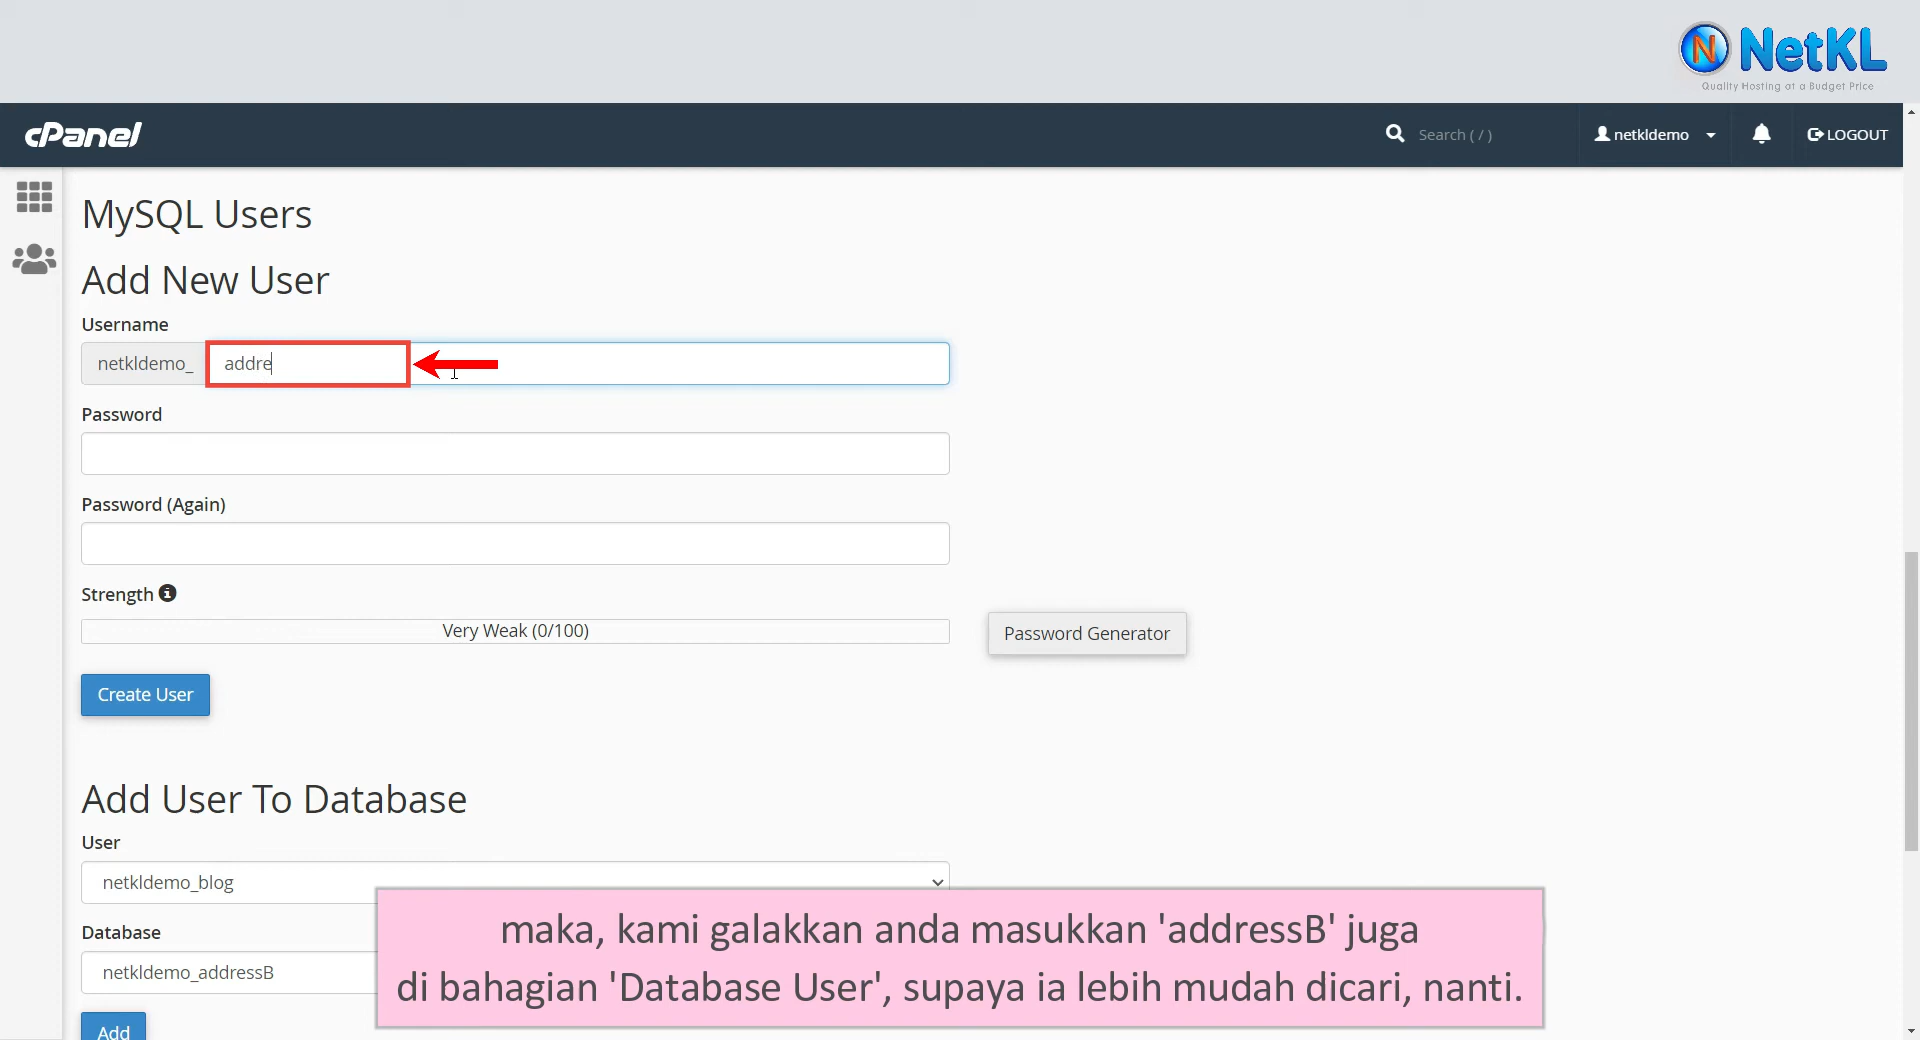 N NetKL
Quality Hosting at a Budget Price
cPanel
Search ( / )
netkldemo
LOGOUT
MySQL Users
Add New User
Username
netkldemo_
addre
Password
Password (Again)
Strength
Very Weak (0/100)
Password Generator
Create User
Add User To Database
User
netkldemo_blog
Database
netkldemo_addressB
Add
maka, kami galakkan anda masukkan 'addressB' juga
di bahagian 'Database User', supaya ia lebih mudah dicari, nanti.